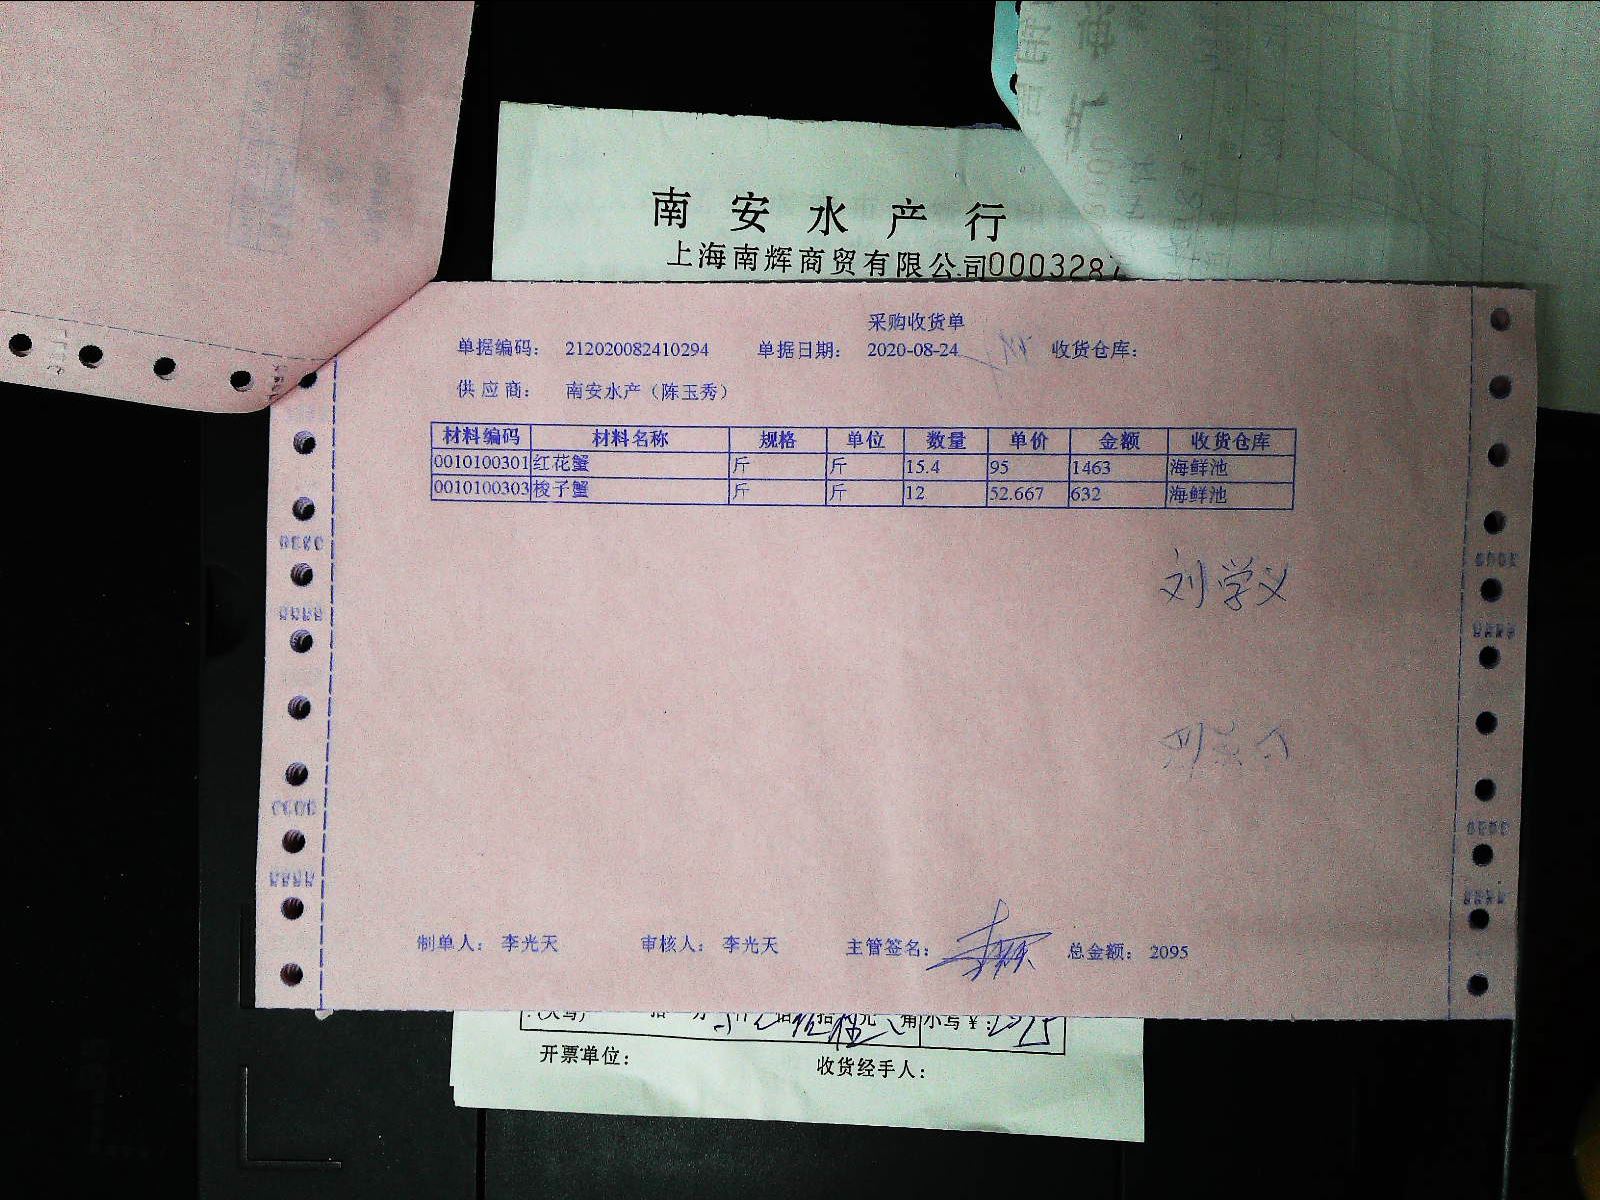 南安水产行
上海南辉商贸有限公司000328
采购收货单
单据编码： 212020082410294 单据日期： 2020-08-24 收货仓库：
供应商： 南安水产（陈玉秀）
材料编码 材料名称 规格 单位 数量 单价 金额 收货仓库
0010100301 红花蟹 斤 斤 15.4 95 1463 海鲜池
0010100303 梭子蟹 斤 斤 12 52.667 632 海鲜池
刘学义
制单人： 李光天 审核人： 李光天 主管签名： 总金额： 2095
角 小写￥：2095
开票单位： 收货经手人：